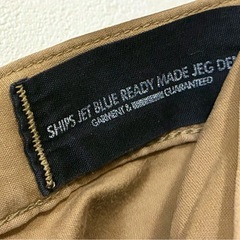 SHIPS JET BLUE READY MADE JEG DE
GARMENT & GUARANTEED